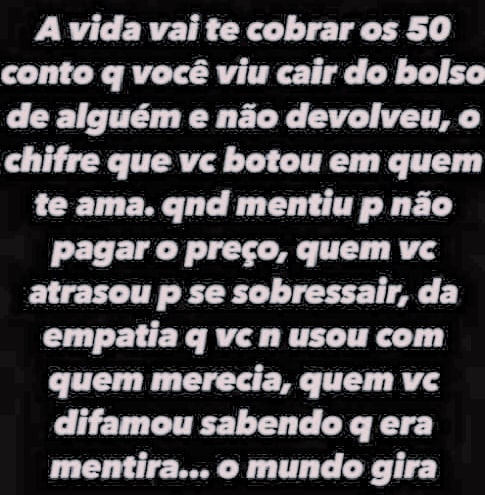 A vida vai te cobrar os 50
conto q você viu cair do bolso
de alguém e não devolveu, o
chifre que vc botou em quem
te ama. qnd mentiu p não
pagar o preço, quem vc
atrasou p se sobressair, da
empatia q vc n usou com
quem merecia, quem vc
difamou sabendo q era
mentira... o mundo gira